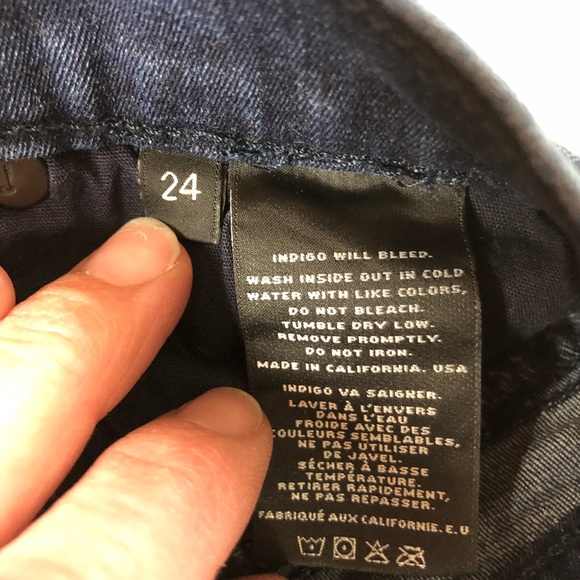 24
INDIGO WILL BLEED.
WASH INSIDE OUT IN COLD
WATER WITH LIKE COLORS,
DO NOT BLEACH.
TUMBLE DRY LOW.
REMOVE PROMPTLY.
DO NOT IRON.
MADE IN CALIFORNIA. USA
INDIGO VA SAIGNER.
LAVER À L'ENVERS
DANS L'EAU
FROIDE AVEC DES
COULEURS SEMBLABLES,
NE PAS UTILISER
DE JAVEL.
SÉCHER À BASSE
TEMPÉRATURE.
RETIRER RAPIDEMENT,
NE PAS REPASSER.
FABRIQUÉ AUX CALIFORNIE. E.U